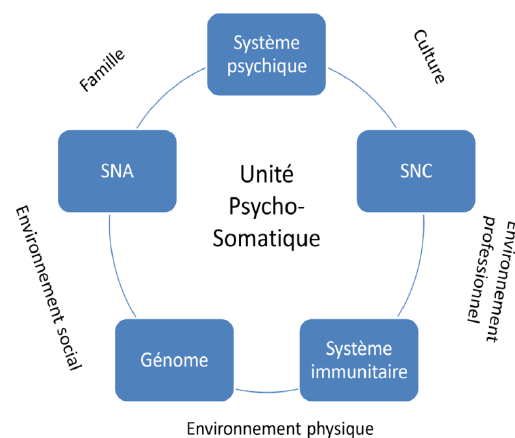 Système
psychique
Famille
Culture
SNA
SNC
Unité
Psycho-
Somatique
Environnement social
Environnement
professionnel
Génome
Système
immunitaire
Environnement physique